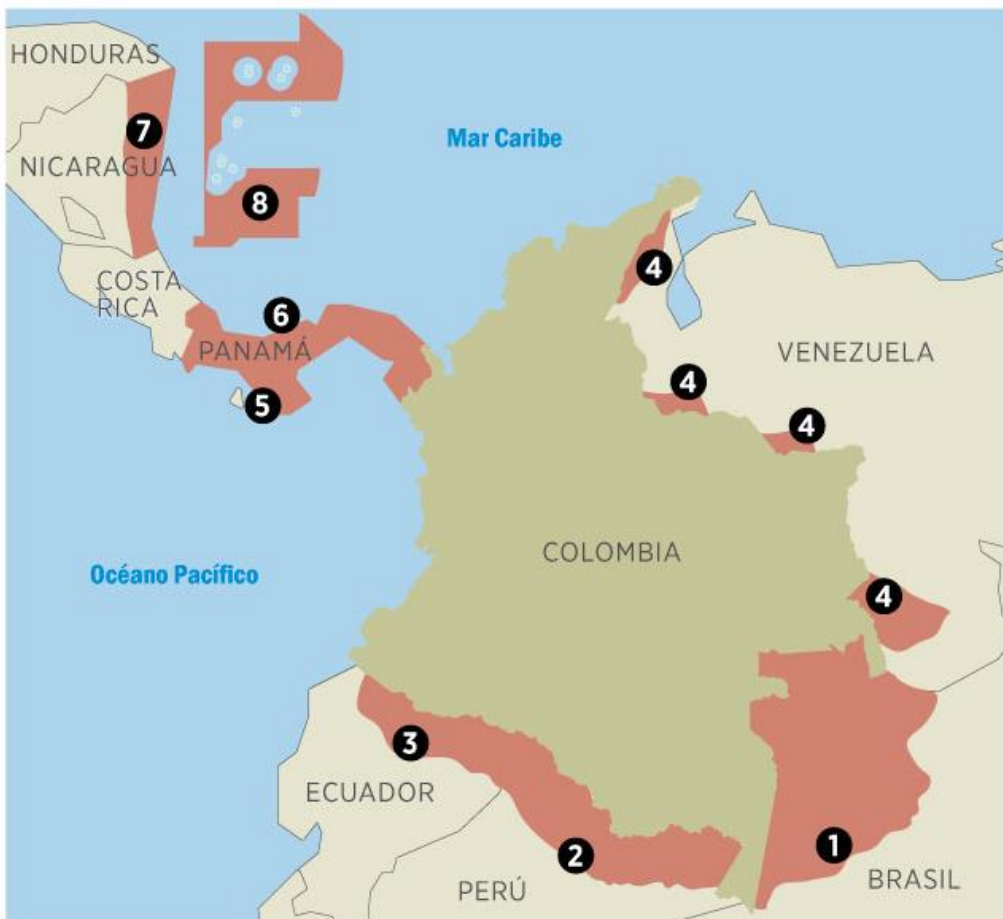 HONDURAS
7
NICARAGUA
8
Mar Caribe
COSTA
RICA
4
6
PANAMÁ
5
VENEZUELA
4
4
COLOMBIA
Océano Pacífico
4
3
ECUADOR
2
PERÚ
1
BRASIL